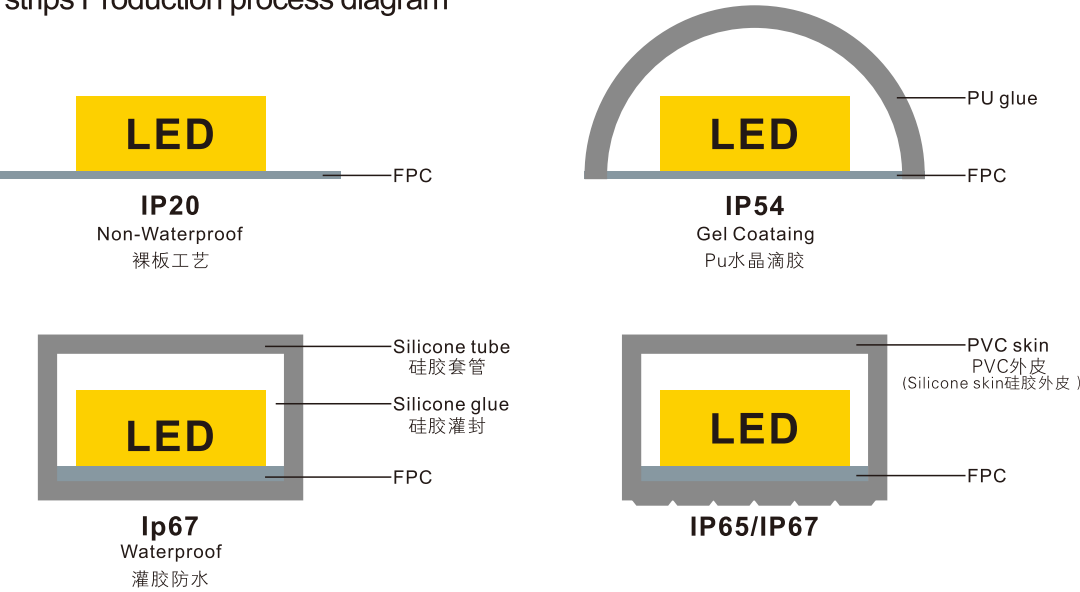 strips Production process diagram
LED
FPC
IP20
Non-Waterproof
裸板工艺
LED
PU glue
FPC
IP54
Gel Coataing
Pu水晶滴胶
Silicone tube
硅胶套管
Silicone glue
硅胶灌封
LED
FPC
Ip67
Waterproof
灌胶防水
PVC skin
PVC外皮
(Silicone skin硅胶外皮 )
LED
FPC
IP65/IP67